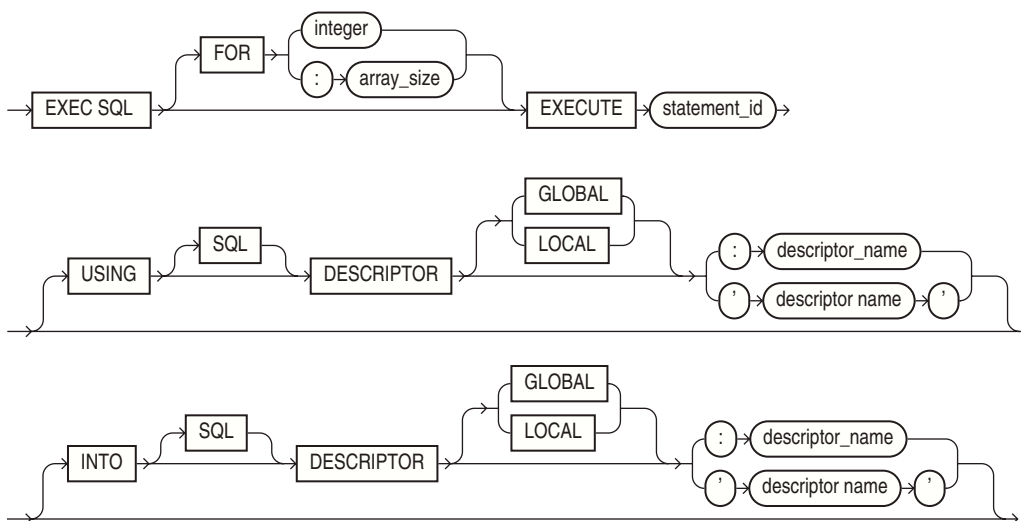 integer
FOR
: array_size
EXEC SQL EXECUTE statement_id
GLOBAL
SQL LOCAL : descriptor_name
USING DESCRIPTOR ' descriptor name '
GLOBAL
SQL LOCAL : descriptor_name
INTO DESCRIPTOR ' descriptor name '